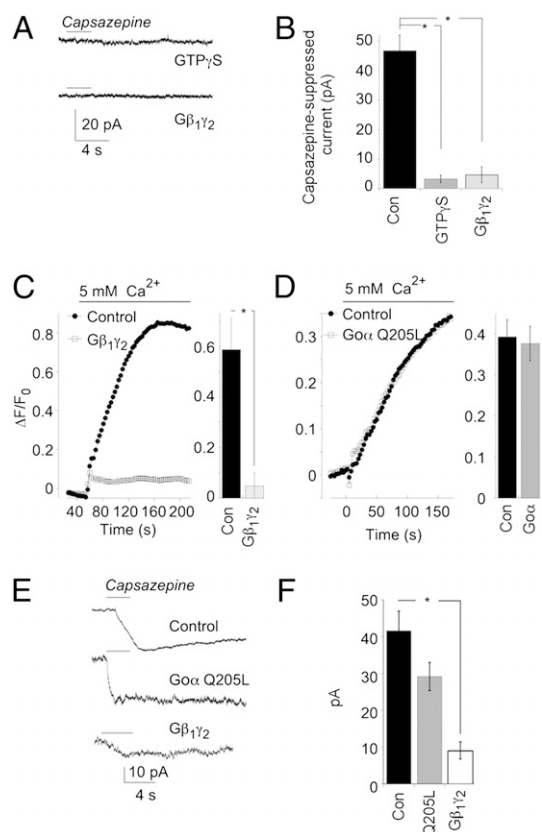 A
Capsazepine
GTPγS
Gβ1γ2
20 pA
4 s
B
Capsazepine-suppressed
current (pA)
50
40
30
20
10
0
* *
Con
GTPγS
Gβ1γ2
C
5 mM Ca2+
Control
Gβ1γ2
ΔF/F0
0.8
0.6
0.4
0.2
0
50 100 150 200
Time (s)
*
0.6
0.4
0.2
0
Con
Gβ1γ2
D
5 mM Ca2+
Control
Goα Q205L
0.3
0.2
0.1
0
0 50 100 150
Time (s)
0.4
0.3
0.2
0.1
0
Con
Goα
E
Capsazepine
Control
Goα Q205L
Gβ1γ2
10 pA
4 s
F
pA
50
40
30
20
10
0
*
Con
Q205L
Gβ1γ2